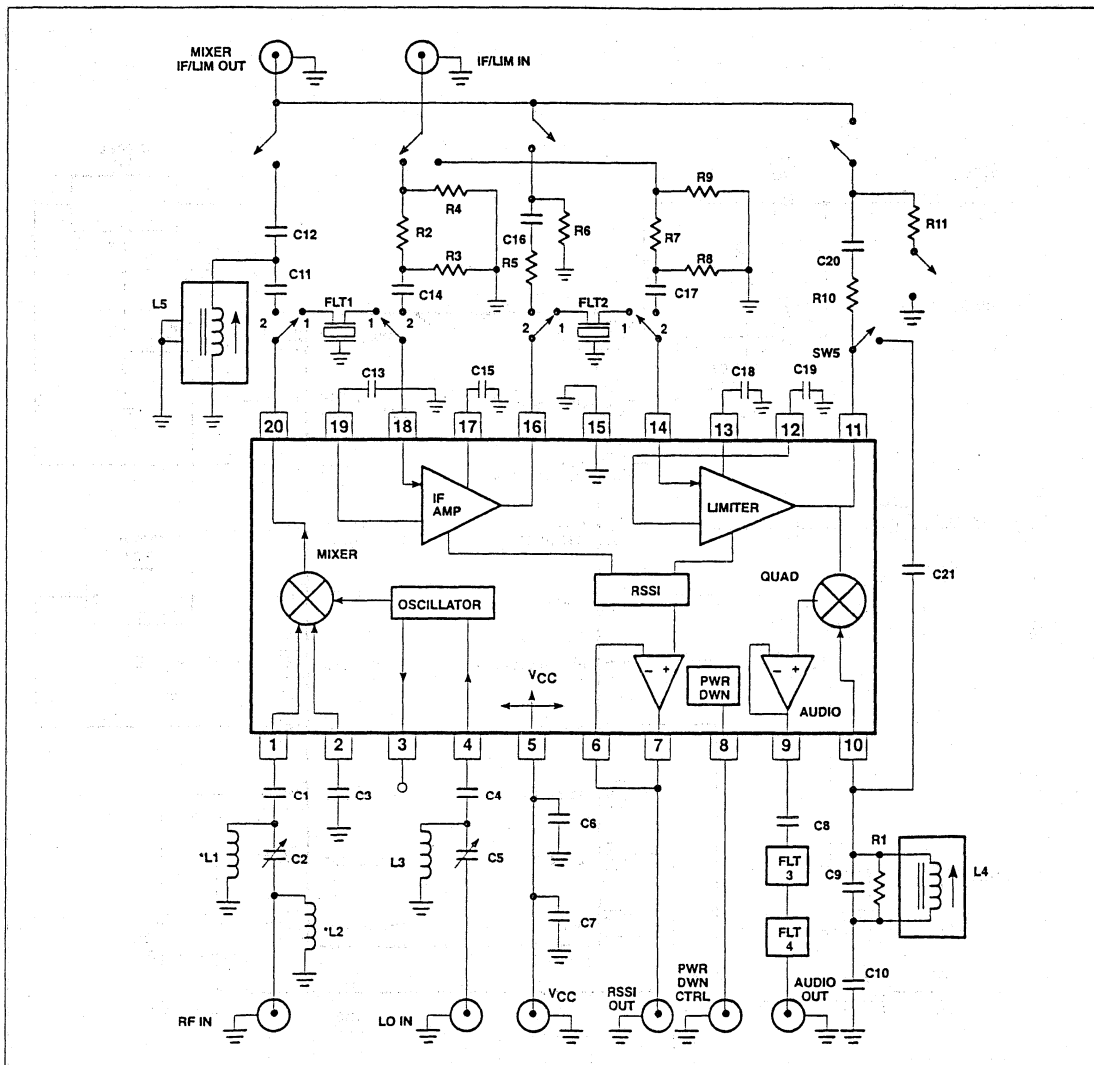 MIXER
IF/LIM OUT
IF/LIM IN
R9
R4
R11
C12
R2
C16
R6
R7
C20
R3
R5
R8
C11
R10
L5
C14
FLT1
FLT2
C17
2 1 1 2
2 1 1 2
SW5
C13
C15
C18
C19
20 19 18 17 16 15 14 13 12 11
IF
AMP
LIMITER
MIXER
QUAD
C21
RSSI
OSCILLATOR
VCC
- +
- +
PWR
DWN
AUDIO
1 2 3 4 5 6 7 8 9 10
C1
C3
C4
C6
C8
R1
*L1
C2
L3
C5
FLT
3
C9
L4
C7
*L2
FLT
4
C10
RF IN
LO IN
VCC
RSSI
OUT
PWR
DWN
CTRL
AUDIO
OUT